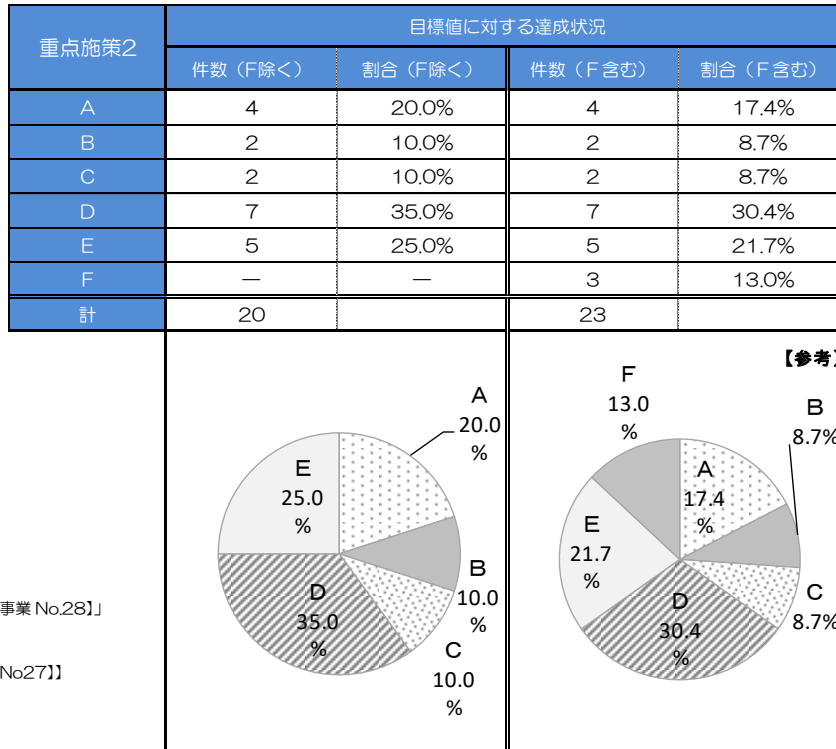 重点施策2
目標値に対する達成状況
件数（F除く） 割合（F除く） 件数（F含む） 割合（F含む）
A 4 20.0% 4 17.4%
B 2 10.0% 2 8.7%
C 2 10.0% 2 8.7%
D 7 35.0% 7 30.4%
E 5 25.0% 5 21.7%
F － － 3 13.0%
計 20 23
【参考】
A
20.0
%
B
10.0
%
C
10.0
%
D
35.0
%
E
25.0
%
F
13.0
%
A
17.4
%
B
8.7%
C
8.7%
D
30.4
%
E
21.7
%
事業 No.28】」
No27】】